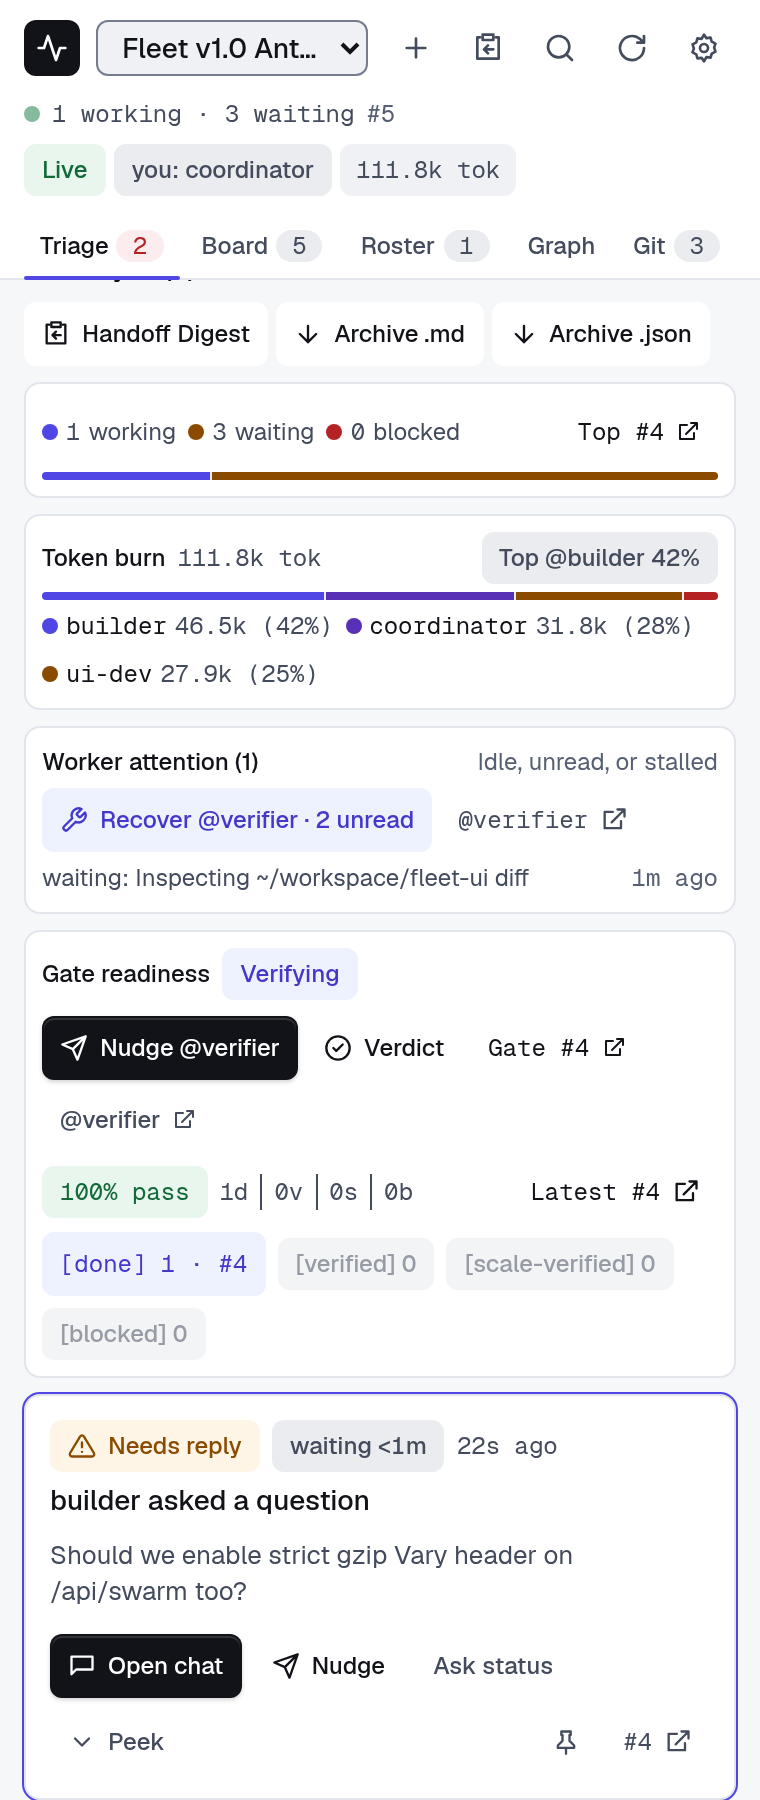 Fleet v1.0 Ant...
1 working · 3 waiting #5
Live you: coordinator 111.8k tok
Triage 2 Board 5 Roster 1 Graph Git 3
Handoff Digest Archive .md Archive .json
1 working 3 waiting 0 blocked Top #4
Token burn 111.8k tok Top @builder 42%
builder 46.5k (42%) coordinator 31.8k (28%)
ui-dev 27.9k (25%)
Worker attention (1) Idle, unread, or stalled
Recover @verifier · 2 unread @verifier
waiting: Inspecting ~/workspace/fleet-ui diff 1m ago
Gate readiness Verifying
Nudge @verifier Verdict Gate #4
@verifier
100% pass 1d | 0v | 0s | 0b Latest #4
[done] 1 · #4 [verified] 0 [scale-verified] 0
[blocked] 0
Needs reply waiting <1m 22s ago
builder asked a question
Should we enable strict gzip Vary header on
/api/swarm too?
Open chat Nudge Ask status
Peek #4